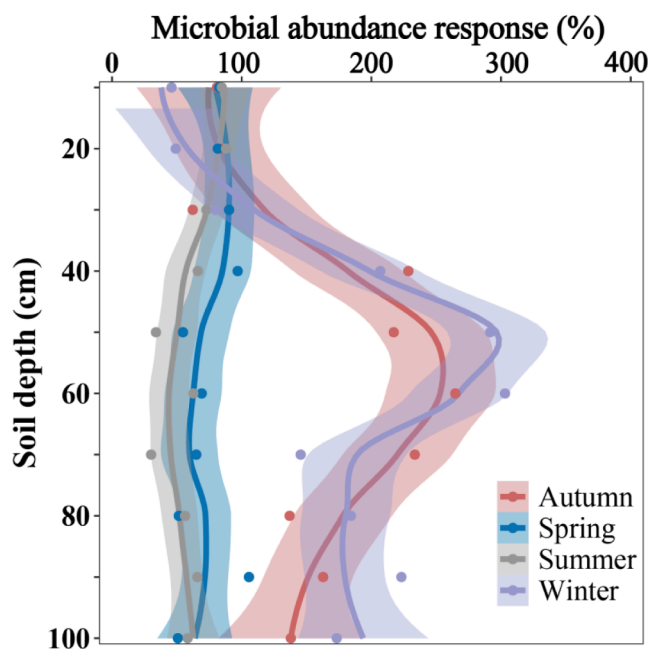 Microbial abundance response (%)
0 100 200 300 400
Soil depth (cm)
20
40
60
80
100
Autumn
Spring
Summer
Winter